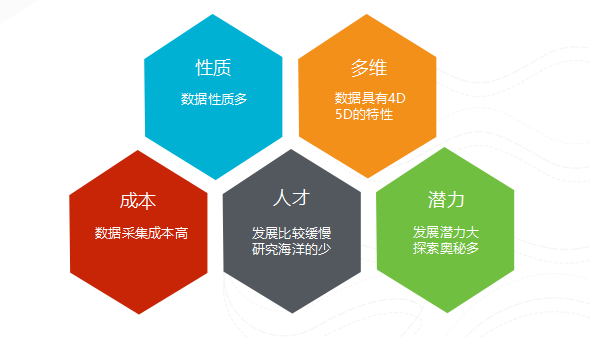 性质
数据性质多
多维
数据具有4D
5D的特性
成本
数据采集成本高
人才
发展比较缓慢
研究海洋的少
潜力
发展潜力大
探索奥秘多